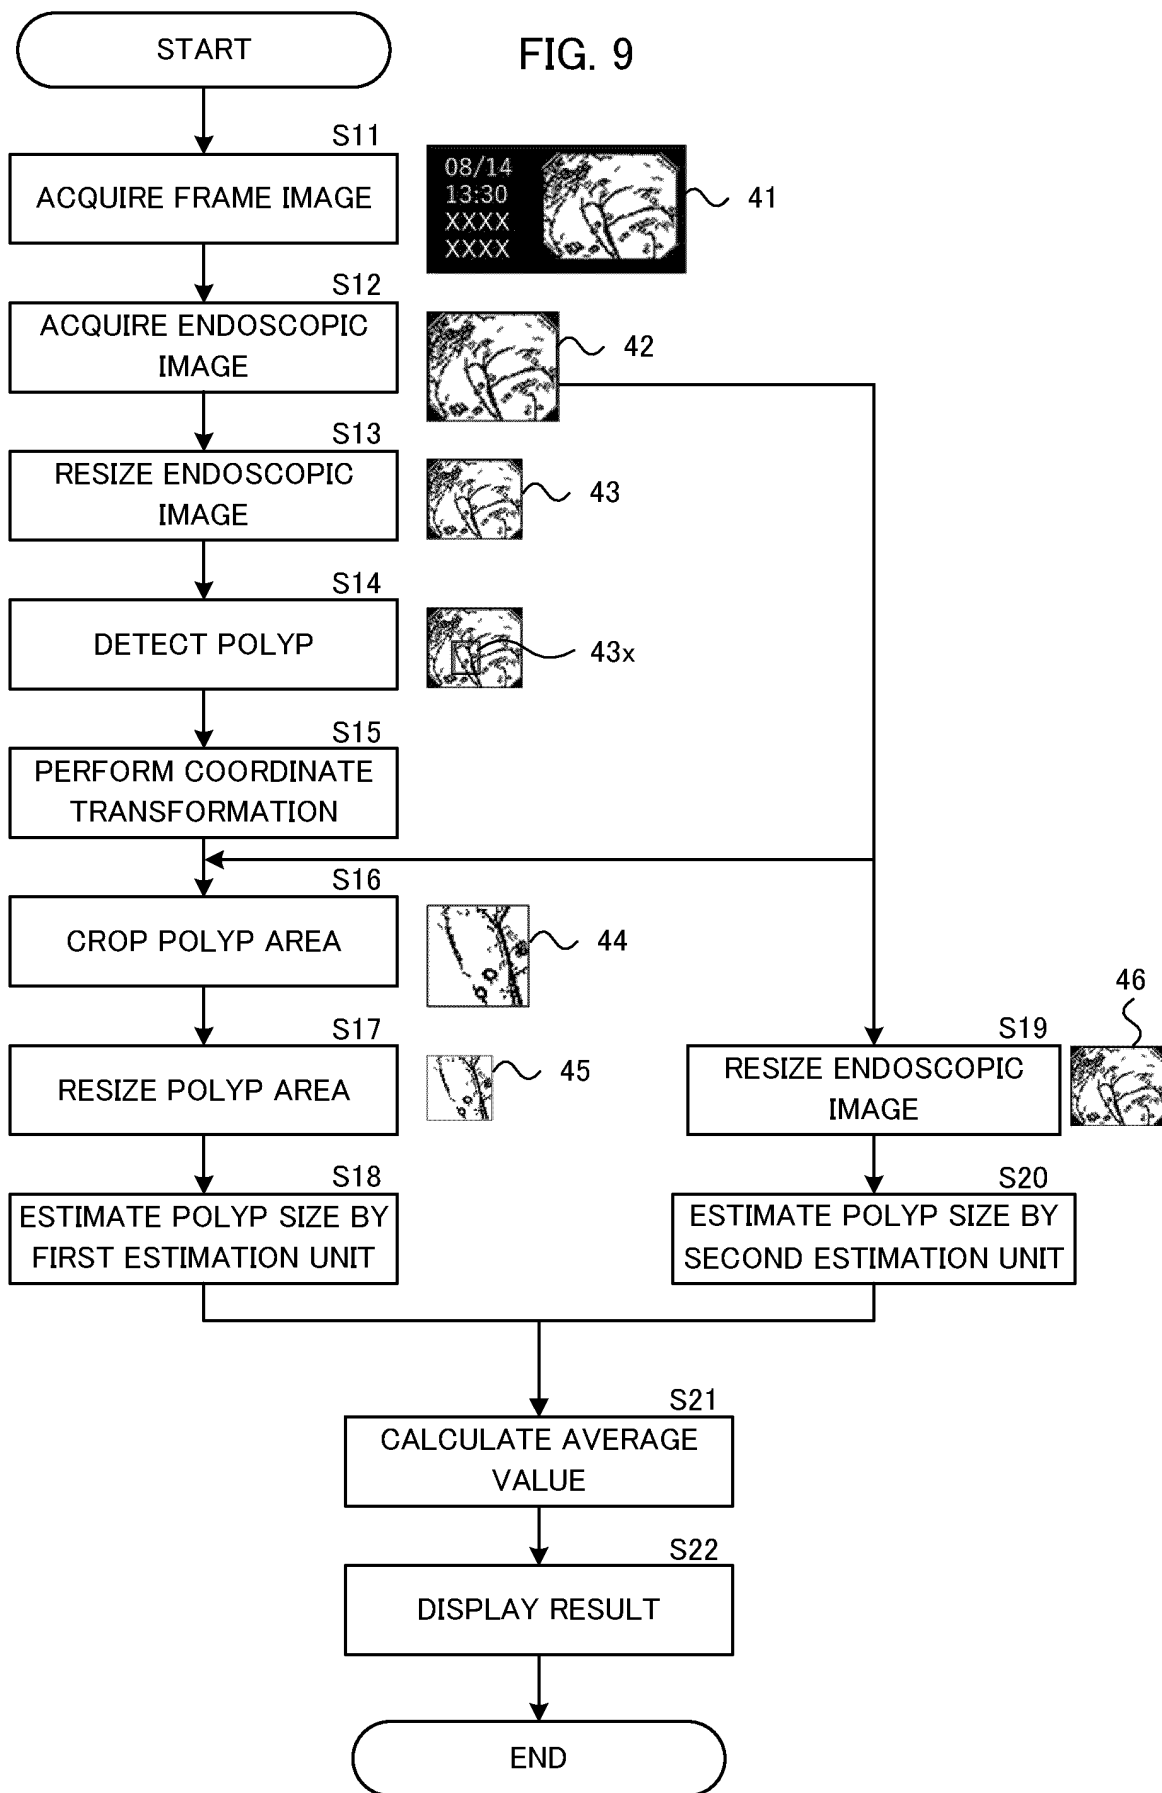 START
FIG. 9
S11
ACQUIRE FRAME IMAGE
08/14
13:30
XXXX
XXXX
41
S12
ACQUIRE ENDOSCOPIC
IMAGE
42
S13
RESIZE ENDOSCOPIC
IMAGE
43
S14
DETECT POLYP
43x
S15
PERFORM COORDINATE
TRANSFORMATION
S16
CROP POLYP AREA
44
S17
RESIZE POLYP AREA
45
S19
RESIZE ENDOSCOPIC
IMAGE
46
S18
ESTIMATE POLYP SIZE BY
FIRST ESTIMATION UNIT
S20
ESTIMATE POLYP SIZE BY
SECOND ESTIMATION UNIT
S21
CALCULATE AVERAGE
VALUE
S22
DISPLAY RESULT
END